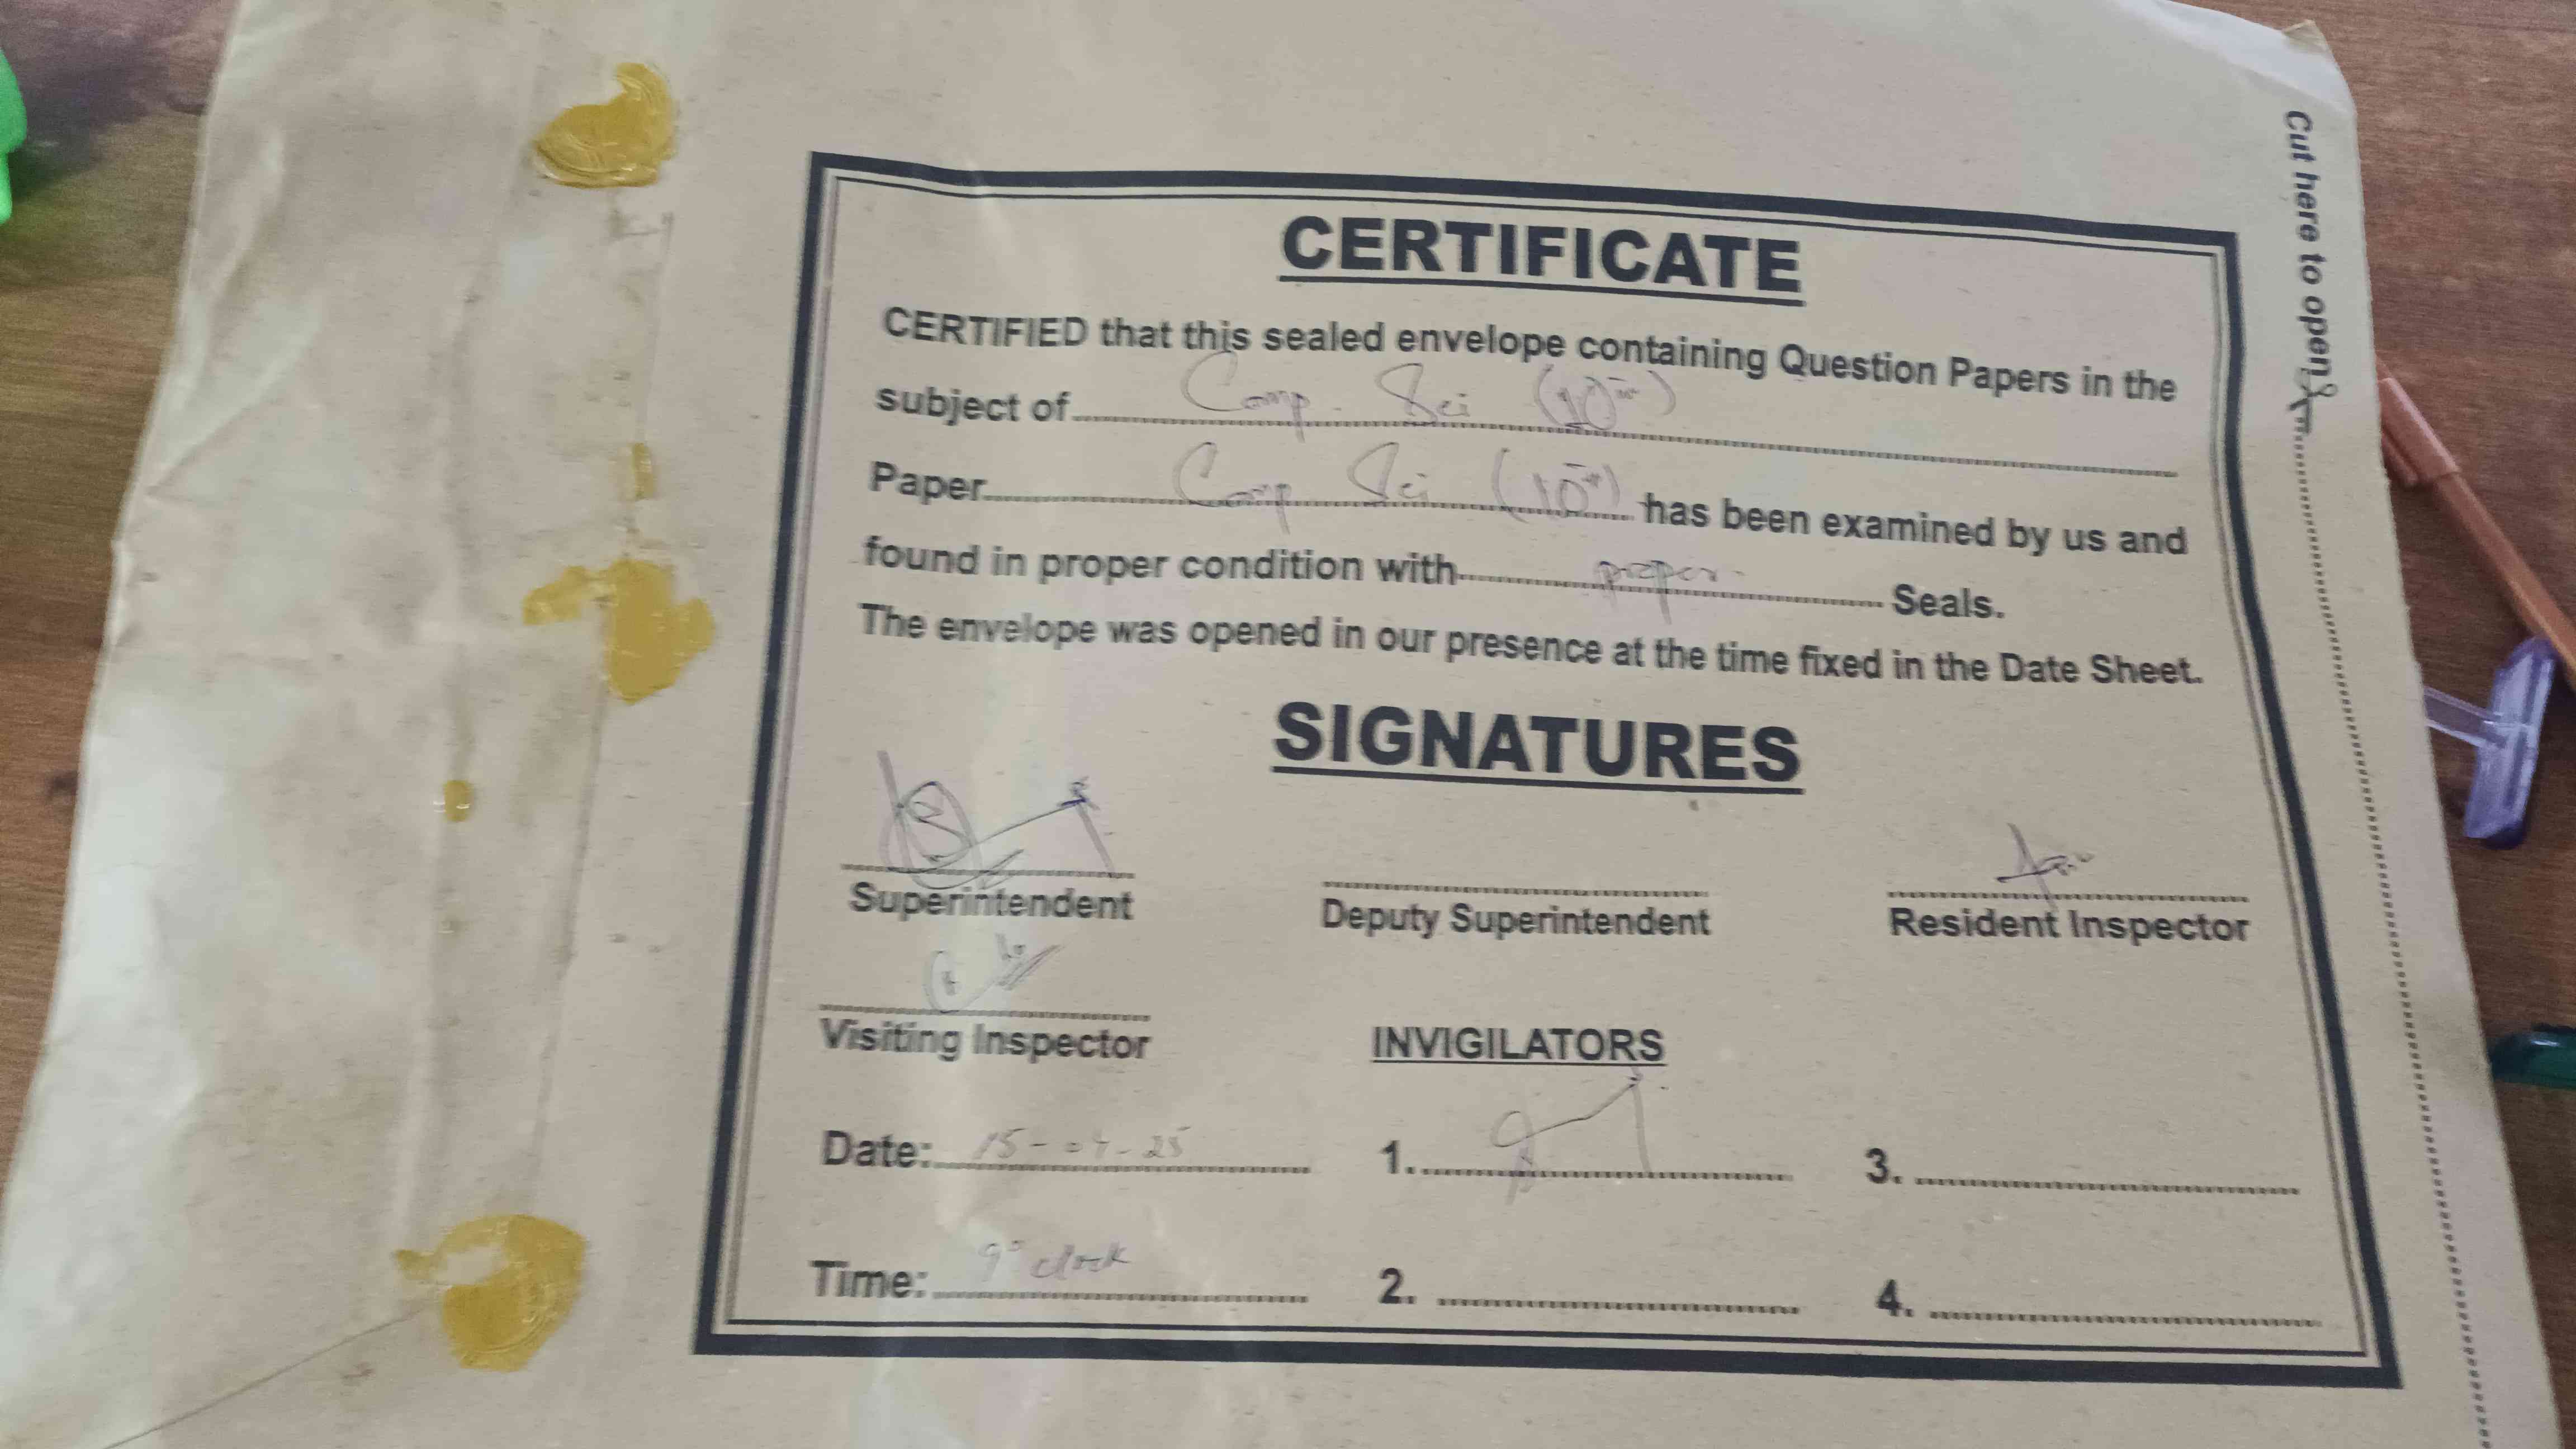 CERTIFICATE
CERTIFIED that this sealed envelope containing Question Papers in the
subject of Comp. Sci (10th)
Paper Comp Sci (10th) has been examined by us and
found in proper condition with proper Seals.
The envelope was opened in our presence at the time fixed in the Date Sheet.
SIGNATURES
Superintendent
Deputy Superintendent
Resident Inspector
Visiting Inspector
INVIGILATORS
Date: 15-04-25
1.
3.
Time: 9o clock
2.
4.
Cut here to open